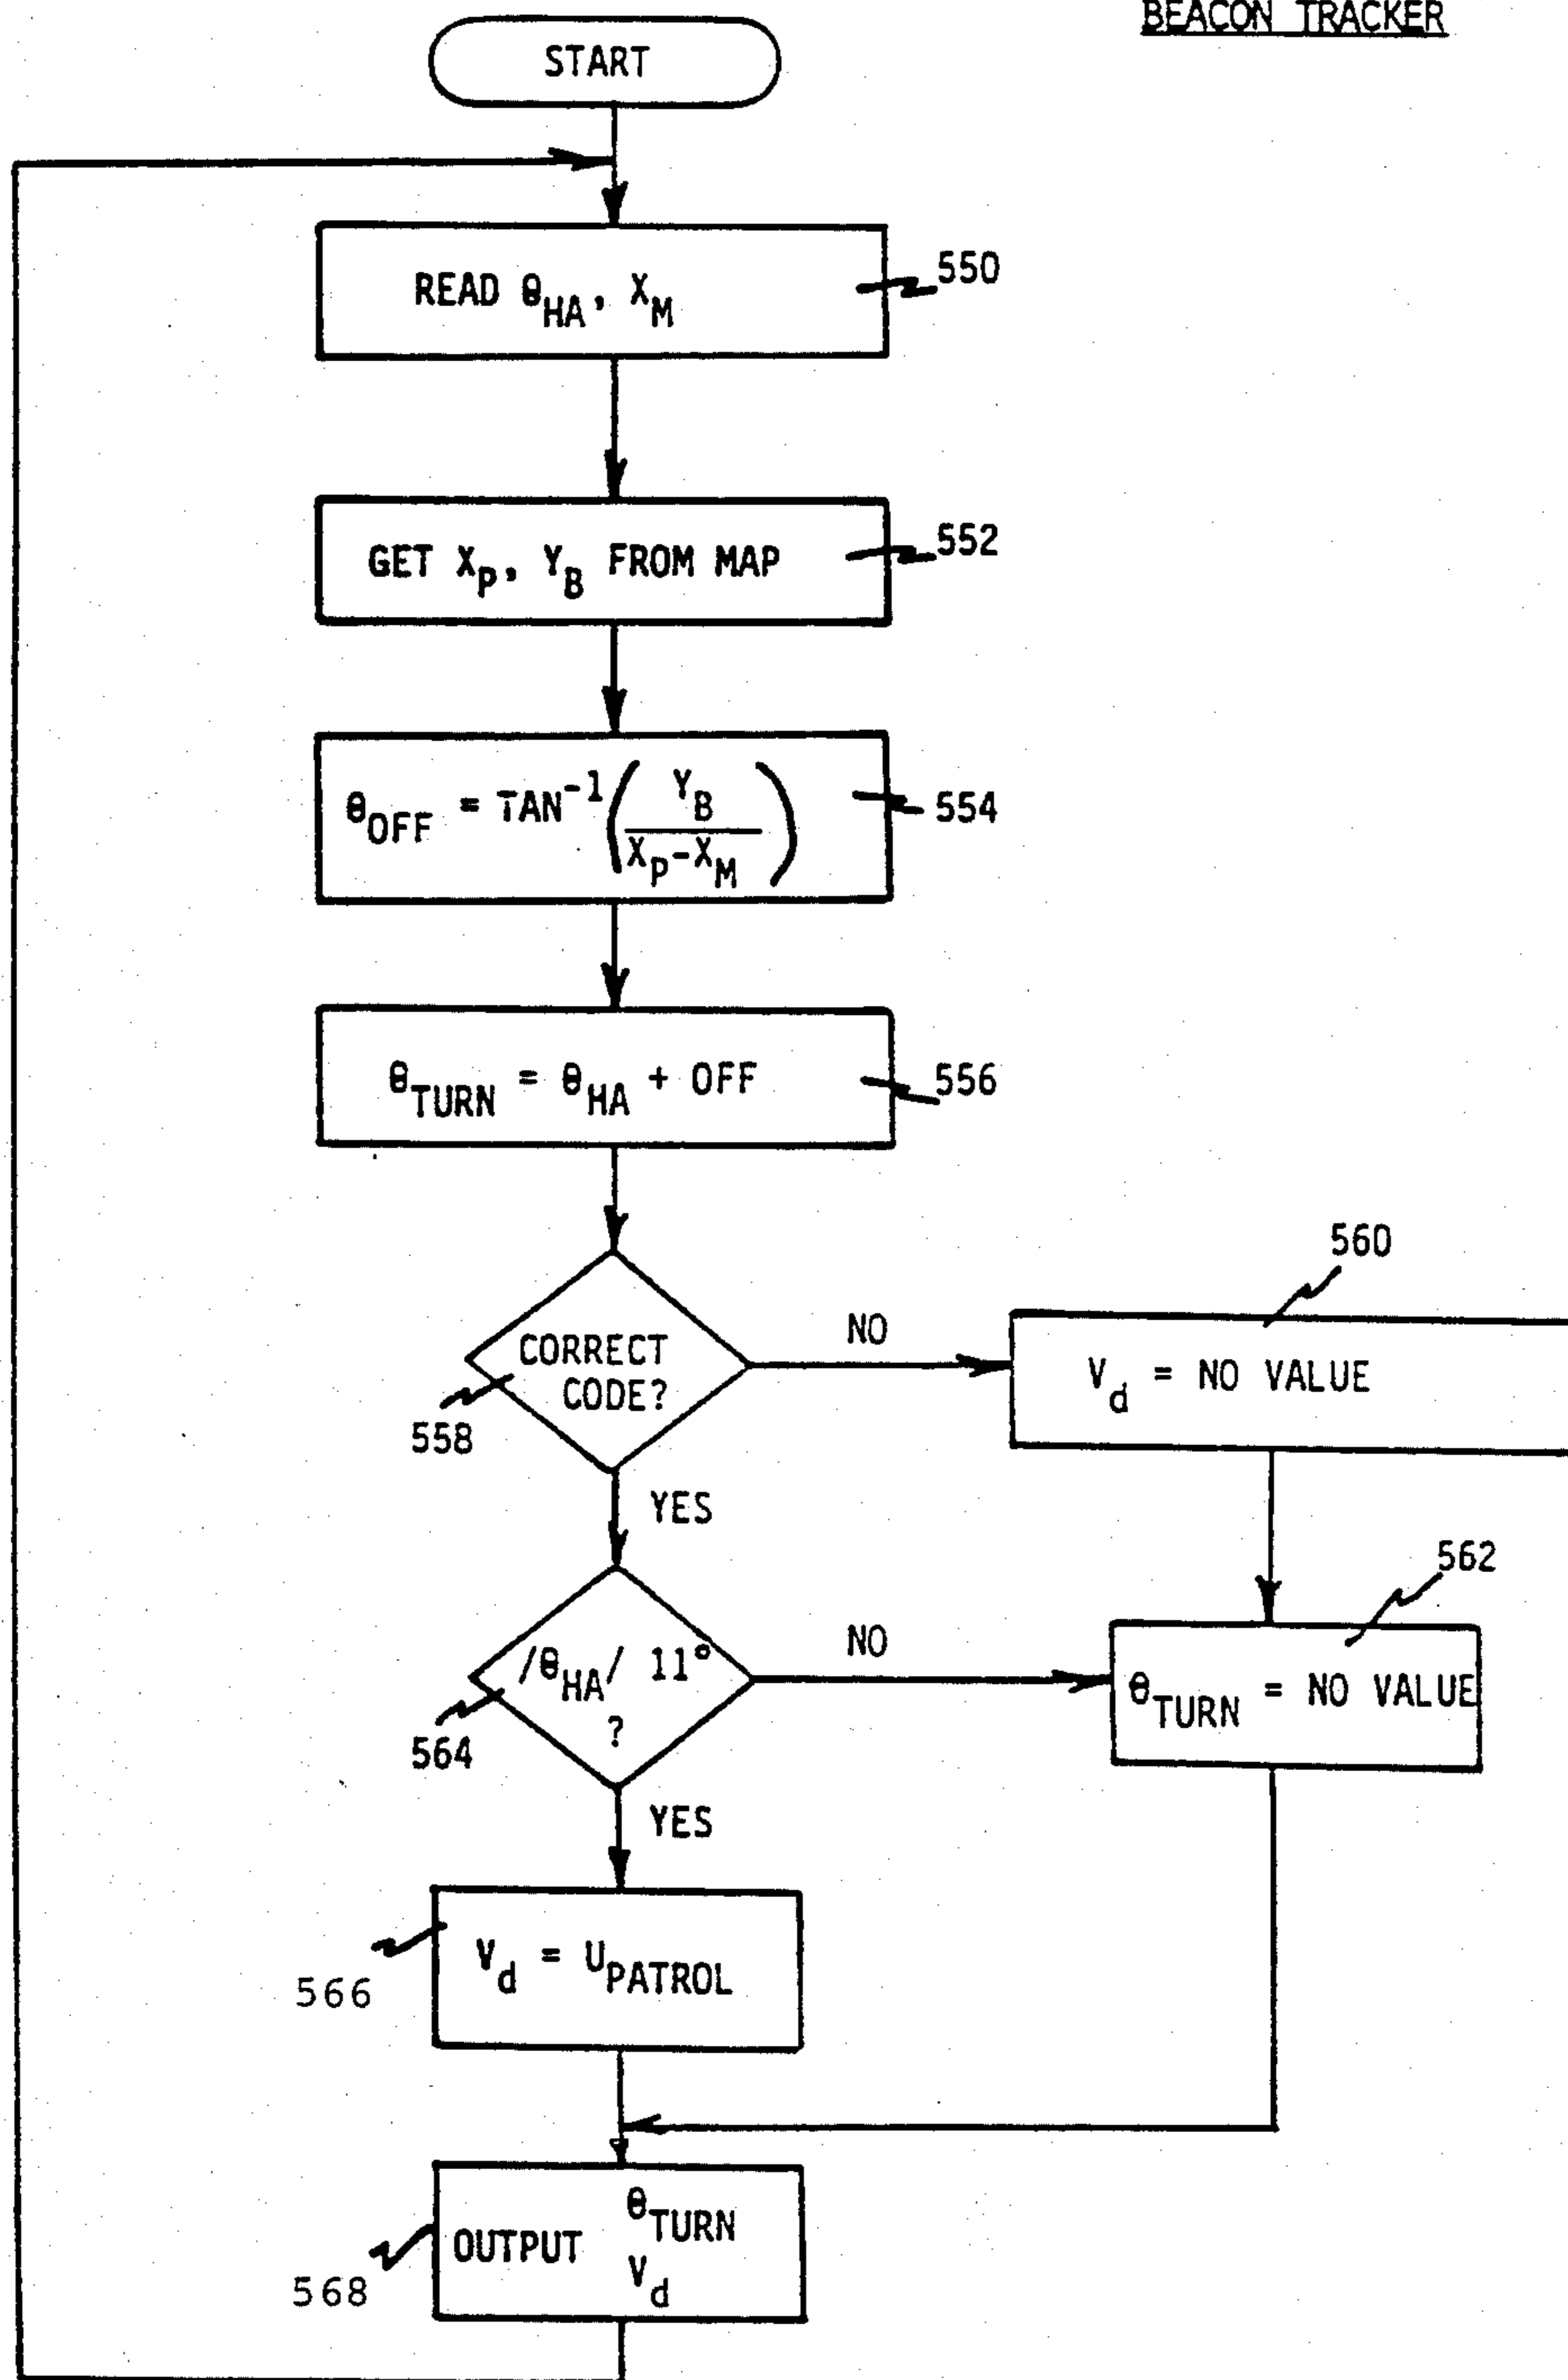 BEACON TRACKER
START
READ θHA, XM
550
GET XP, YB FROM MAP
552
θOFF = TAN-1(YB
XP-XM)
554
θTURN = θHA + OFF
556
560
CORRECT
CODE?
NO
Vd = NO VALUE
558
YES
562
/θHA/ 11°
?
NO
θTURN = NO VALUE
564
YES
Vd = UPATROL
566
OUTPUT θTURN
Vd
568